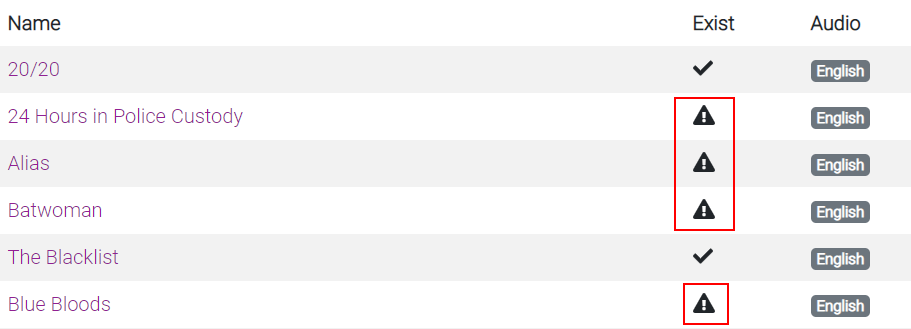 Name Exist Audio
20/20 English
24 Hours in Police Custody English
Alias English
Batwoman English
The Blacklist English
Blue Bloods English